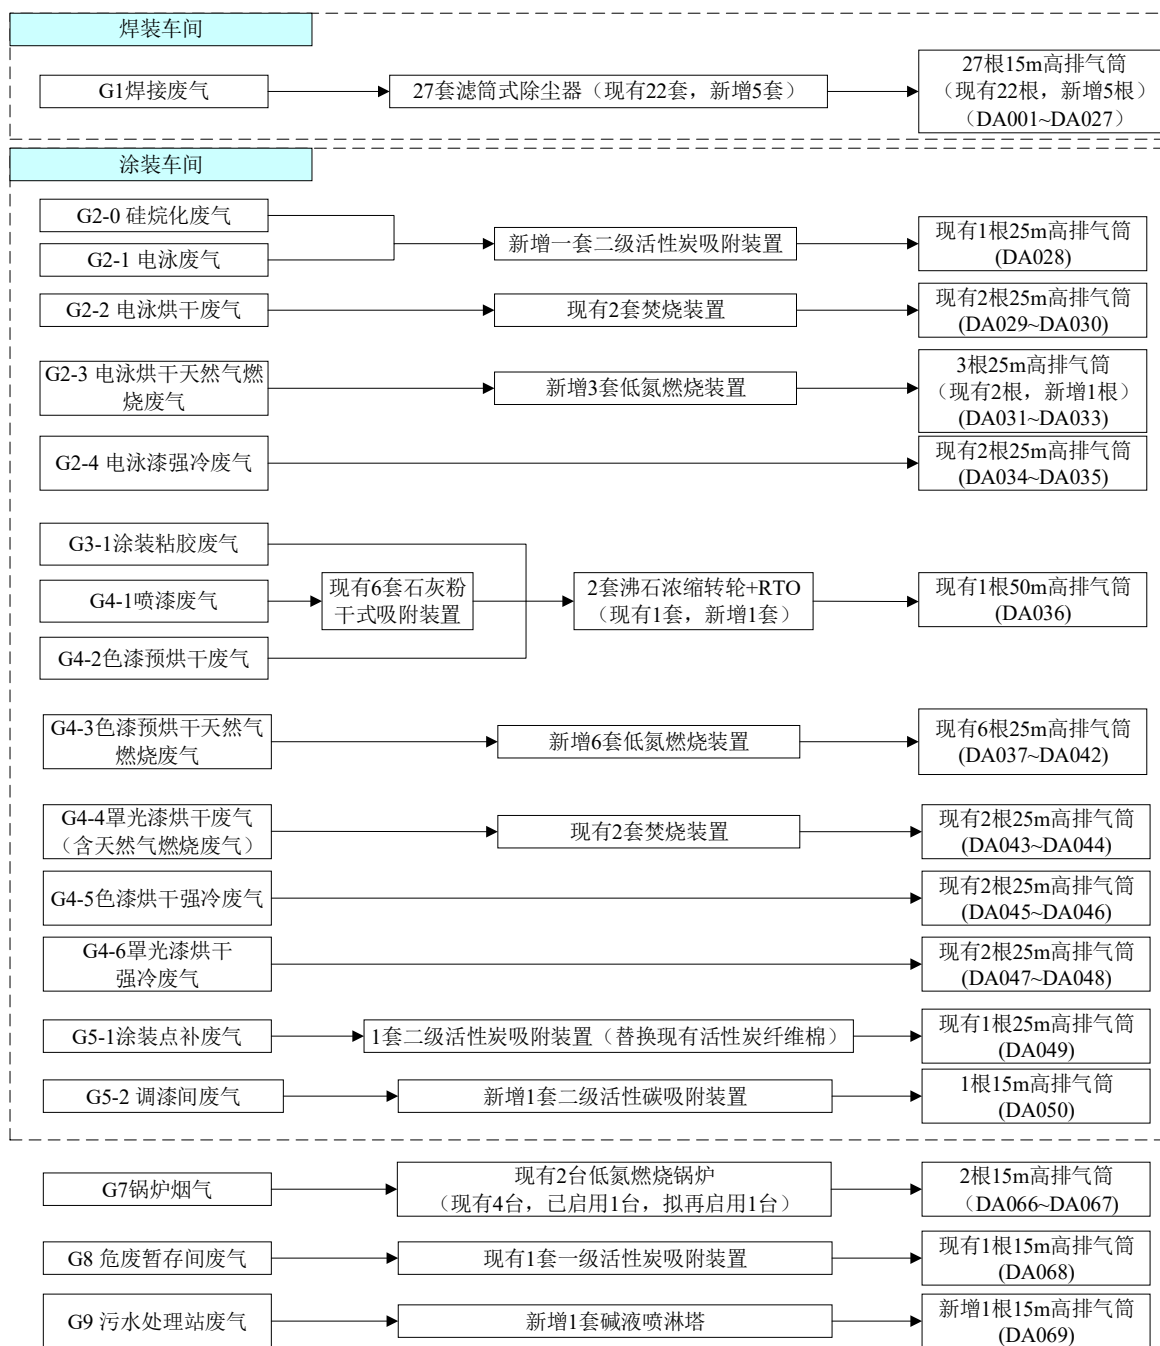 焊装车间
G1焊接废气
27套滤筒式除尘器（现有22套，新增5套）
27根15m高排气筒
（现有22根，新增5根）
（DA001~DA027）
涂装车间
G2-0 硅烷化废气
G2-1 电泳废气
新增一套二级活性炭吸附装置
现有1根25m高排气筒
(DA028)
G2-2 电泳烘干废气
现有2套焚烧装置
现有2根25m高排气筒
(DA029~DA030)
G2-3 电泳烘干天然气燃
烧废气
新增3套低氮燃烧装置
3根25m高排气筒
（现有2根，新增1根）
(DA031~DA033)
G2-4 电泳漆强冷废气
现有2根25m高排气筒
(DA034~DA035)
G3-1涂装粘胶废气
G4-1喷漆废气
现有6套石灰粉
干式吸附装置
G4-2色漆预烘干废气
2套沸石浓缩转轮+RTO
（现有1套，新增1套）
现有1根50m高排气筒
(DA036)
G4-3色漆预烘干天然气
燃烧废气
新增6套低氮燃烧装置
现有6根25m高排气筒
(DA037~DA042)
G4-4罩光漆烘干废气
（含天然气燃烧废气）
现有2套焚烧装置
现有2根25m高排气筒
(DA043~DA044)
G4-5色漆烘干强冷废气
现有2根25m高排气筒
(DA045~DA046)
G4-6罩光漆烘干
强冷废气
现有2根25m高排气筒
(DA047~DA048)
G5-1涂装点补废气
1套二级活性炭吸附装置（替换现有活性炭纤维棉）
现有1根25m高排气筒
(DA049)
G5-2 调漆间废气
新增1套二级活性碳吸附装置
1根15m高排气筒
(DA050)
G7锅炉烟气
现有2台低氮燃烧锅炉
（现有4台，已启用1台，拟再启用1台）
2根15m高排气筒
（DA066~DA067）
G8 危废暂存间废气
现有1套一级活性炭吸附装置
现有1根15m高排气筒
(DA068)
G9 污水处理站废气
新增1套碱液喷淋塔
新增1根15m高排气筒
(DA069)